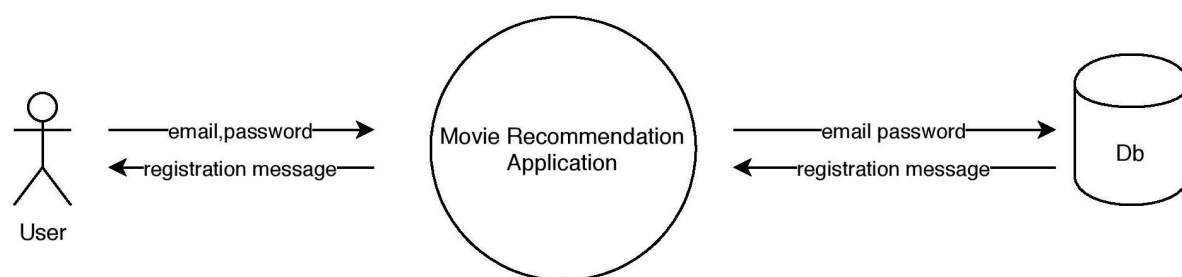 email,password
registration message
User
Movie Recommendation
Application
email password
registration message
Db